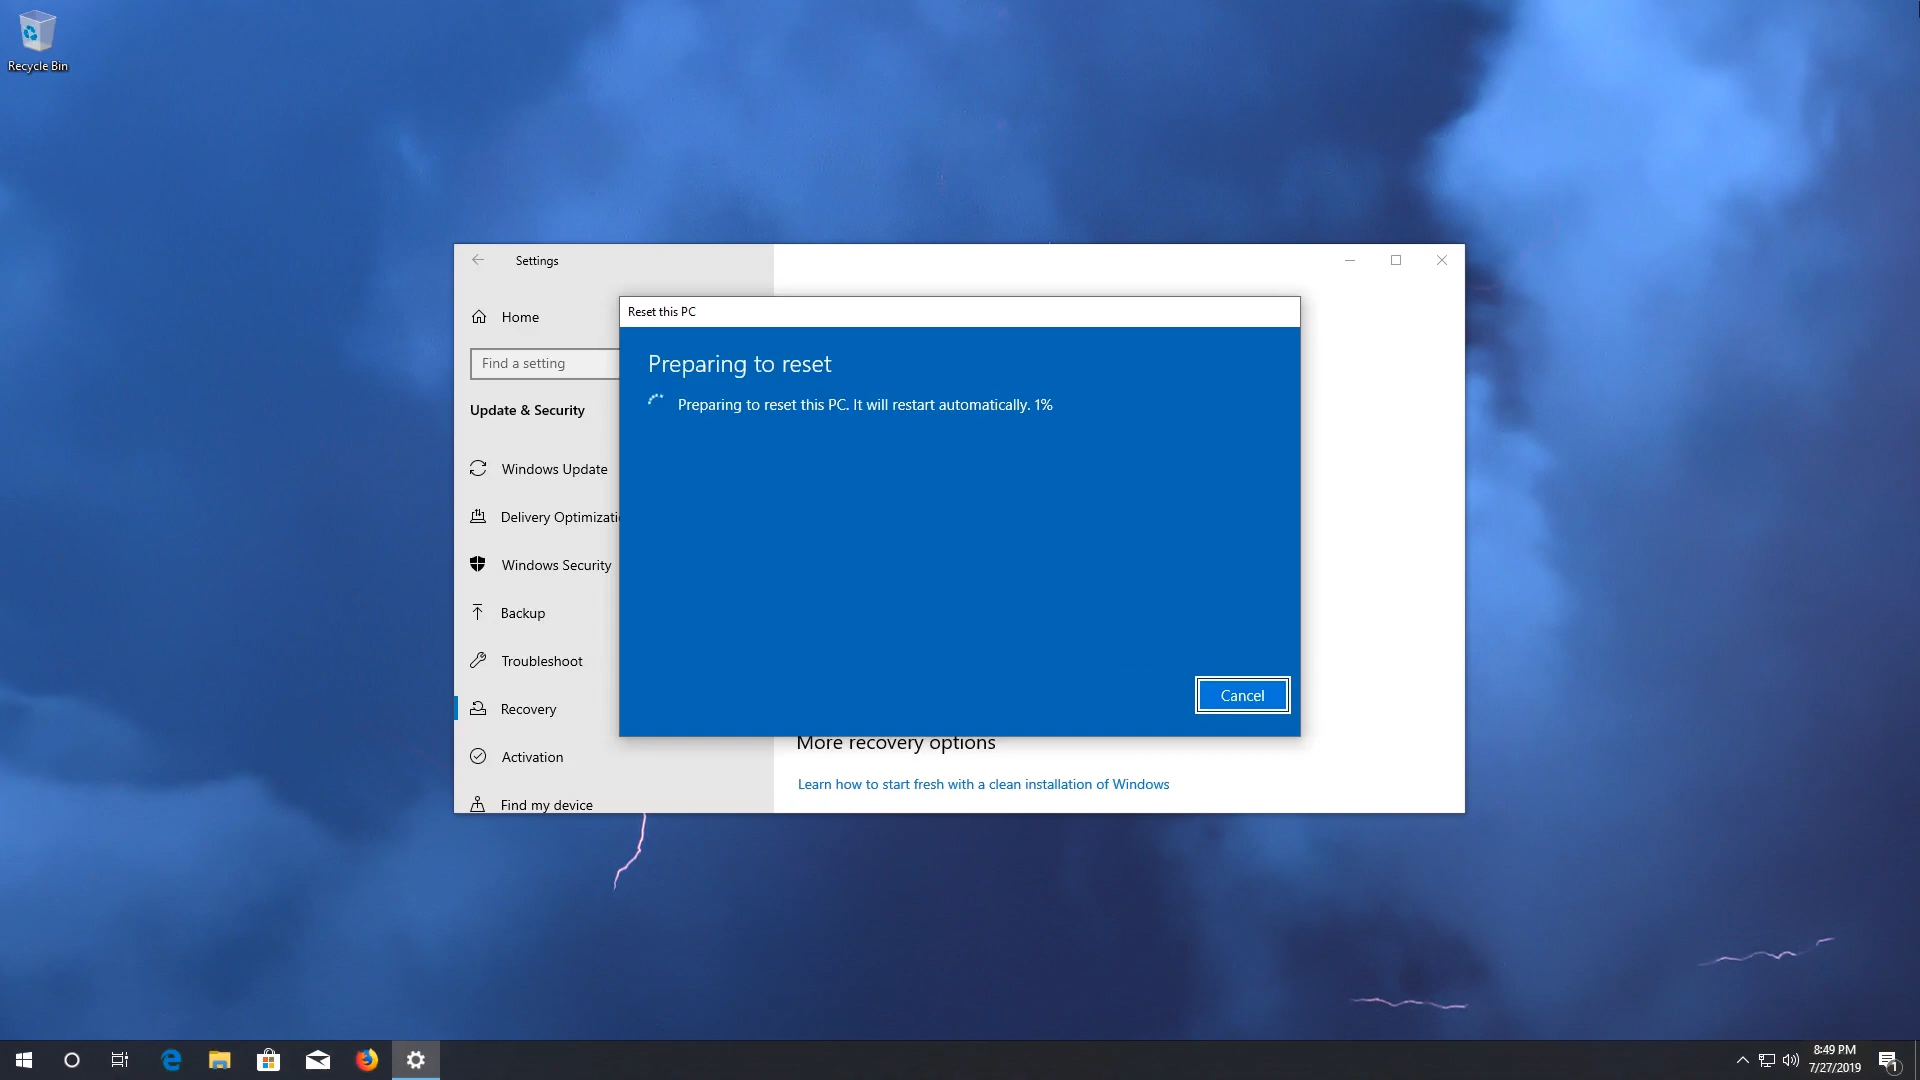 Recycle Bin
Settings
Home
Find a setting
Update & Security
Windows Update
Delivery
Windows Security
Backup
Troubleshoot
Recovery
Activation
Find my device
Reset this PC
Preparing to reset
Preparing to reset this PC. It will restart automatically. 1%
Cancel
More recovery options
Learn how to start fresh with a clean installation of Windows
8:49 PM
7/27/2019
1